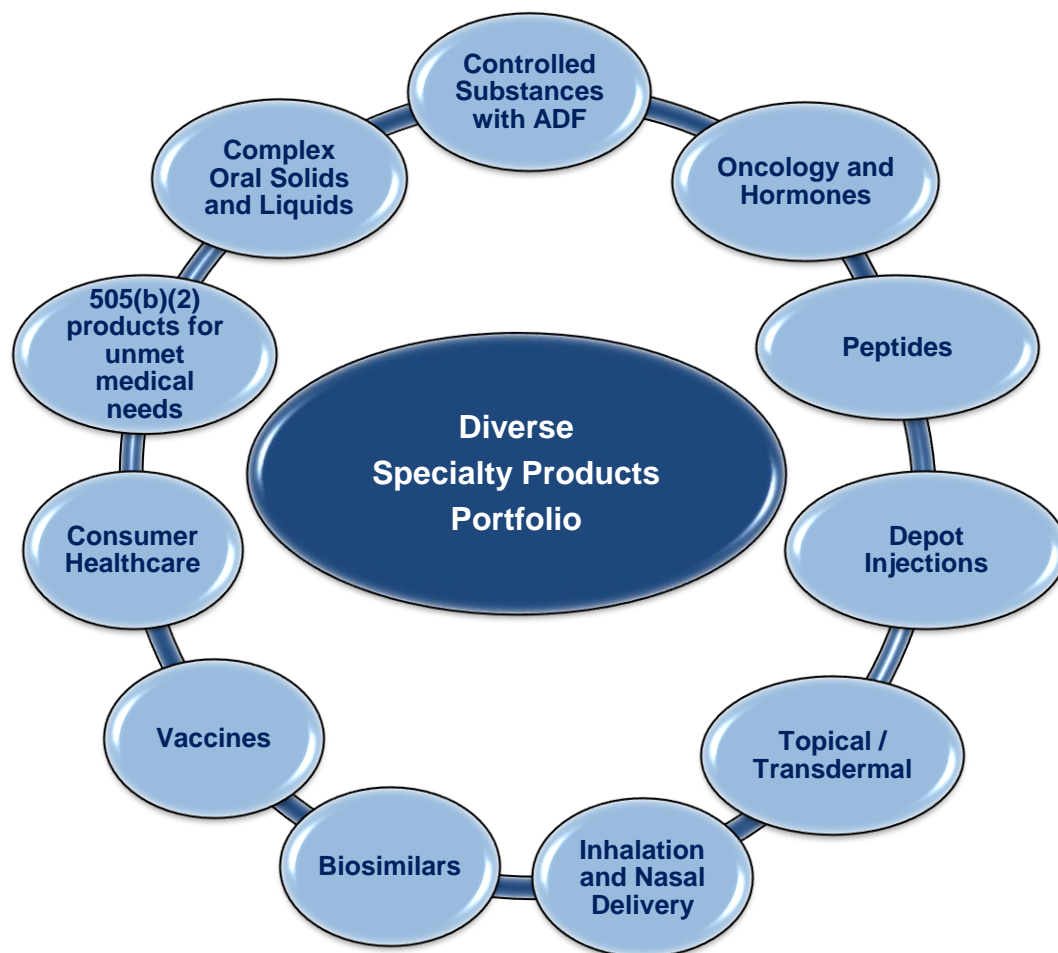 Controlled
Substances
with ADF
Oncology and
Hormones
Peptides
Depot
Injections
Topical /
Transdermal
Inhalation
and Nasal
Delivery
Biosimilars
Vaccines
Consumer
Healthcare
505(b)(2)
products for
unmet
medical
needs
Complex
Oral Solids
and Liquids
Diverse
Specialty Products
Portfolio